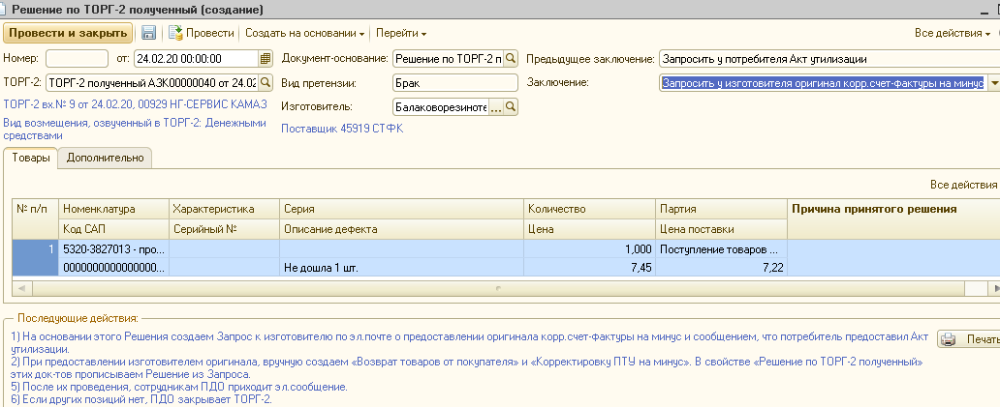 Решение по ТОРГ-2 полученный (создание)
Провести и закрыть Провести Создать на основании Перейти Все действия
Номер: от: 24.02.20 00:00:00 Документ-основание: Решение по ТОРГ-2 п Предыдущее заключение: Запросить у потребителя Акт утилизации
ТОРГ-2: ТОРГ-2 полученный АЗК00000040 от 24.02 Вид претензии: Брак Заключение: Запросить у изготовителя оригинал корр.счет-фактуры на минус
ТОРГ-2 вх.№ 9 от 24.02.20, 00929 НГ-СЕРВИС КАМАЗ Изготовитель: Балаковорезиноте ...
Вид возмещения, озвученный в ТОРГ-2: Денежными средствами Поставщик 45919 СТФК
Товары Дополнительно
Все действия
№ п/п Номенклатура Характеристика Серия Количество Партия Причина принятого решения
Код САП Серийный № Описание дефекта Цена Цена поставки
1 5320-3827013 - про... 1,000 Поступление товаров ...
0000000000000000... Не дошла 1 шт. 7,45 7,22
Последующие действия:
1) На основании этого Решения создаем Запрос к изготовителю по эл.почте о предоставлении оригинала корр.счет-фактуры на минус и сообщением, что потребитель предоставил Акт
утилизации. Печать
2) При предоставлении изготовителем оригинала, вручную создаем «Возврат товаров от покупателя» и «Корректировку ПТУ на минус». В свойстве «Решение по ТОРГ-2 полученный»
этих док-тов прописываем Решение из Запроса.
5) После их проведения, сотрудникам ПДО приходит эл.сообщение.
6) Если других позиций нет, ПДО закрывает ТОРГ-2.